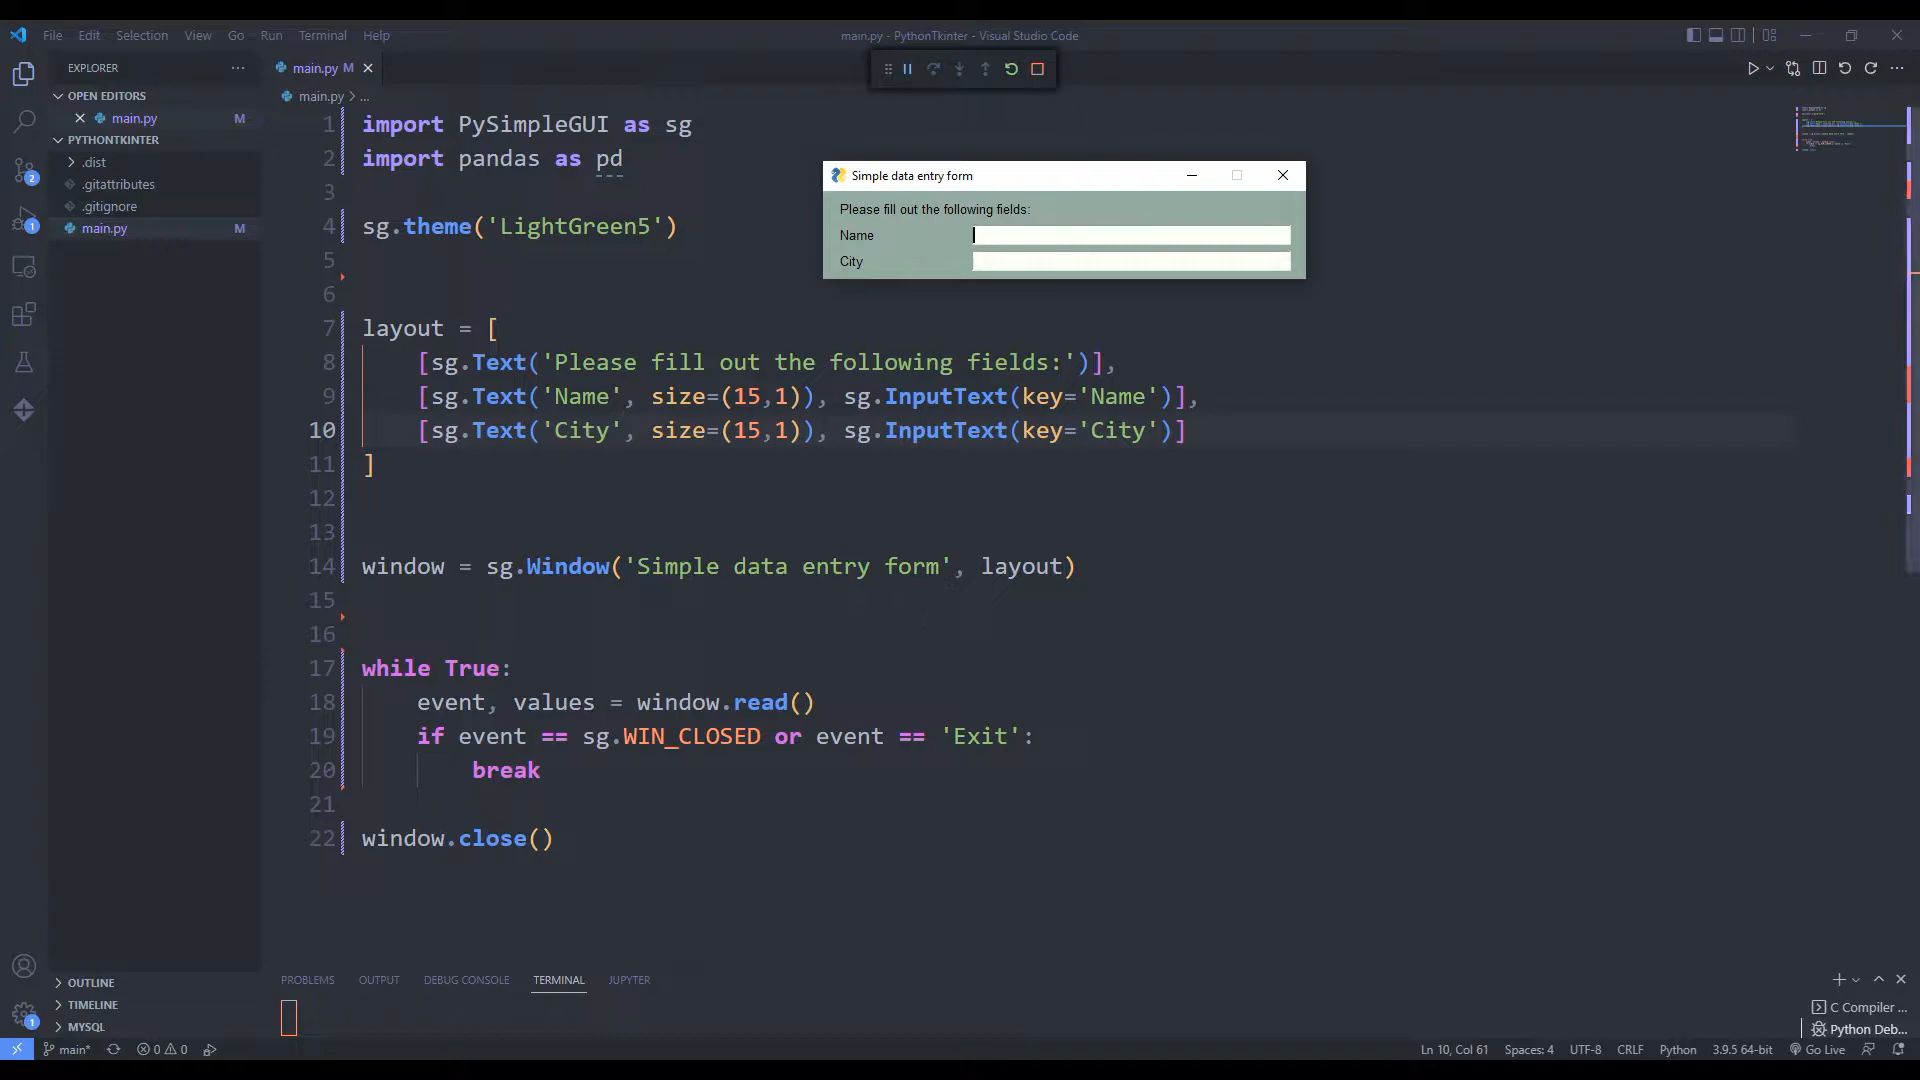 File Edit Selection View Go Run Terminal Help
main.py - PythonTkinter - Visual Studio Code
EXPLORER
OPEN EDITORS
main.py M
PYTHONTKINTER
.dist
.gitattributes
.gitignore
main.py M
OUTLINE
TIMELINE
MYSQL
2
1
1
main.py M
main.py > ...
1 import PySimpleGUI as sg
2 import pandas as pd
3
4 sg.theme('LightGreen5')
5
6
7 layout = [
8 [sg.Text('Please fill out the following fields:')],
9 [sg.Text('Name', size=(15,1)), sg.InputText(key='Name')],
10 [sg.Text('City', size=(15,1)), sg.InputText(key='City')]
11 ]
12
13
14 window = sg.Window('Simple data entry form', layout)
15
16
17 while True:
18 event, values = window.read()
19 if event == sg.WIN_CLOSED or event == 'Exit':
20 break
21
22 window.close()
Simple data entry form
Please fill out the following fields:
Name
City
PROBLEMS OUTPUT DEBUG CONSOLE TERMINAL JUPYTER
C Compiler ...
Python Deb...
main* 0 0
Ln 10, Col 61 Spaces: 4 UTF-8 CRLF Python 3.9.5 64-bit Go Live